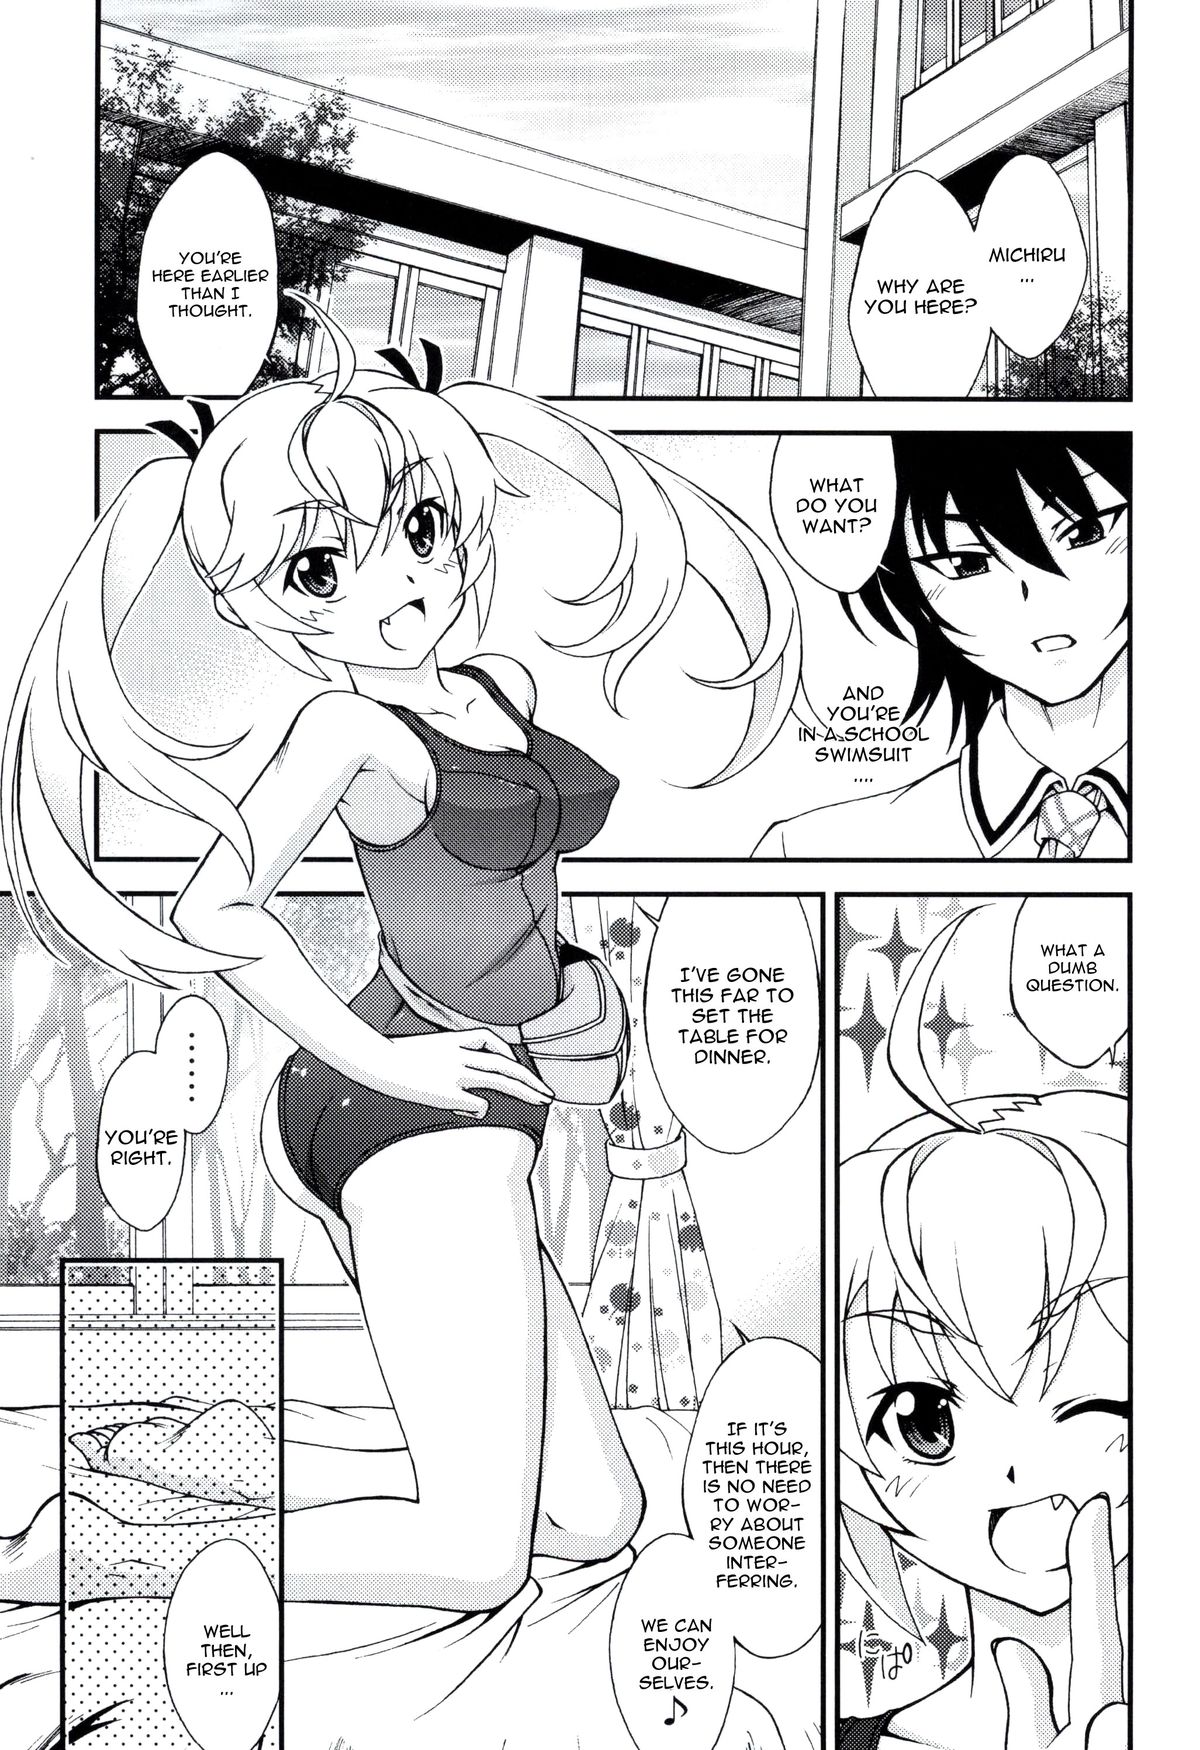 MICHIRU
...
WHY ARE
YOU HERE?
YOU'RE
HERE EARLIER
THAN I
THOUGHT.
WHAT
DO YOU
WANT?
AND
YOU'RE
IN A SCHOOL
SWIMSUIT
....
WHAT A
DUMB
QUESTION.
にぱ
I'VE GONE
THIS FAR TO
SET THE
TABLE FOR
DINNER.
......
YOU'RE
RIGHT.
IF IT'S
THIS HOUR,
THEN THERE
IS NO NEED
TO WOR-
RY ABOUT
SOMEONE
INTER-
FERRING.
WE CAN
ENJOY
OUR-
SELVES.
♪
WELL
THEN,
FIRST UP
...